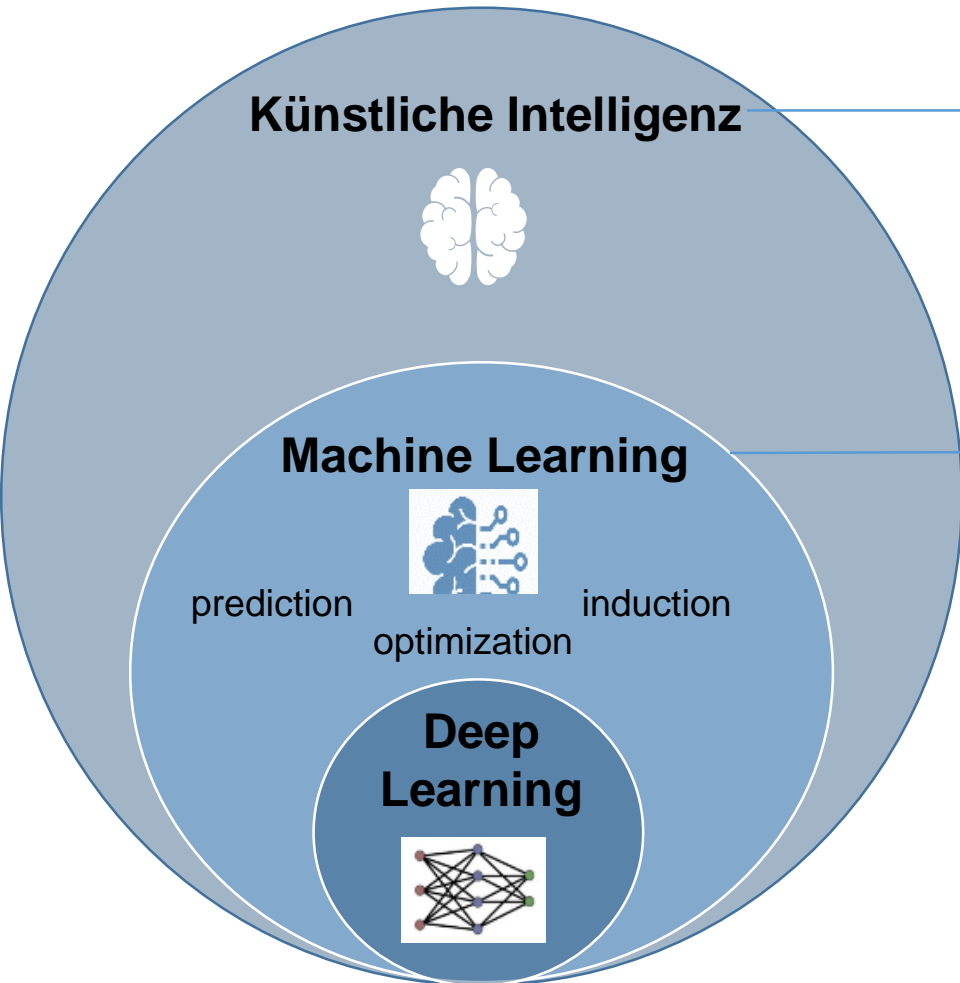 Künstliche Intelligenz
Machine Learning
prediction
induction
optimization
Deep
Learning